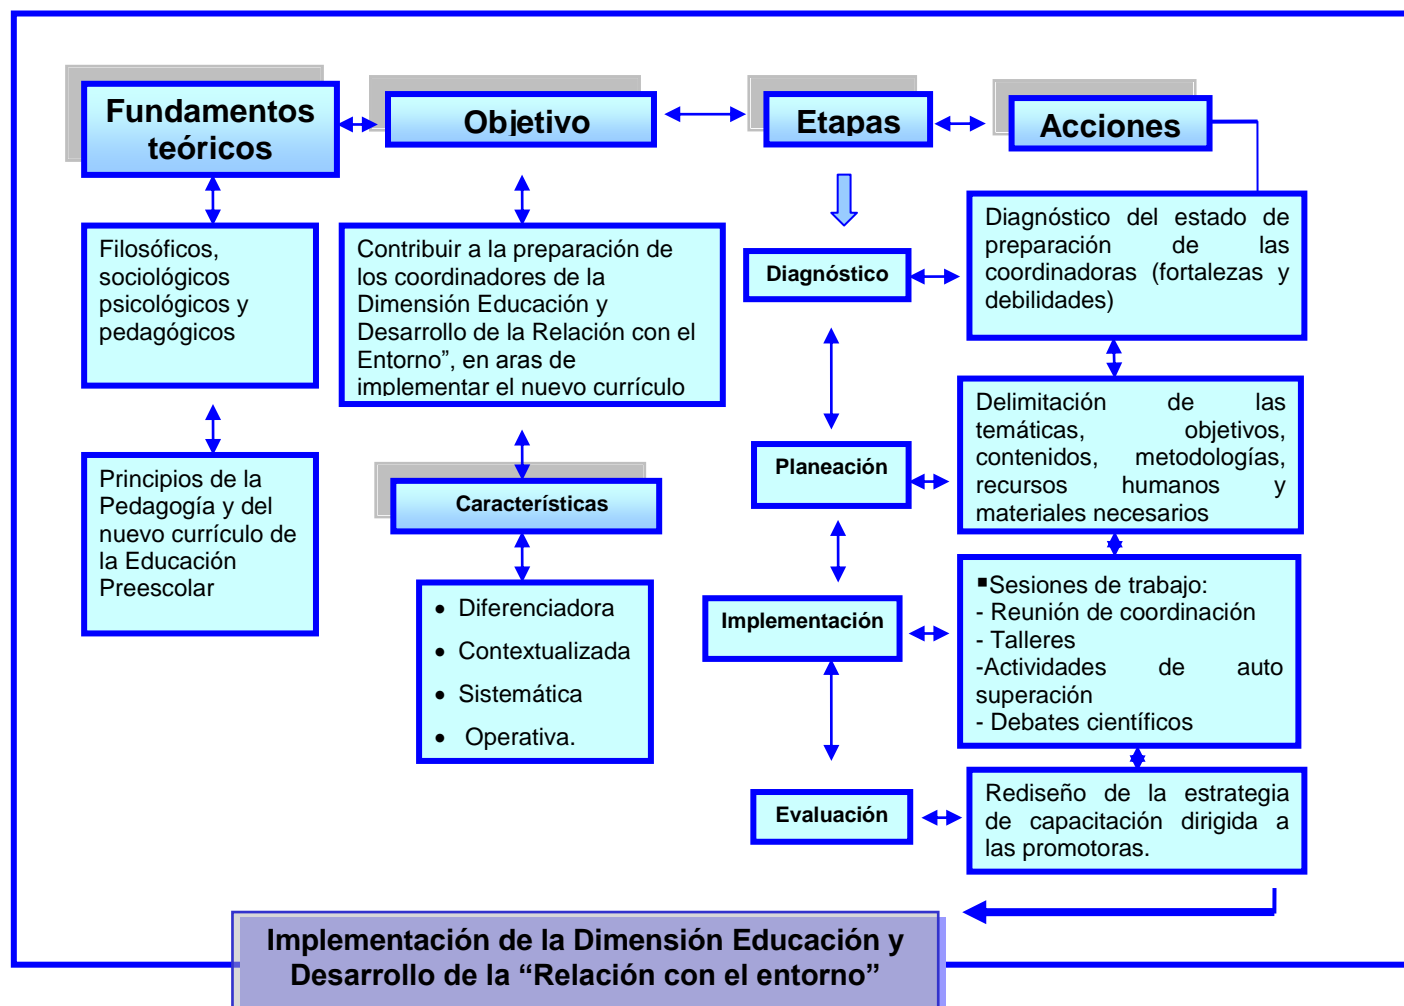 Fundamentos
teóricos
Objetivo
Etapas
Acciones
Filosóficos,
sociológicos
psicológicos y
pedagógicos
Principios de la
Pedagogía y del
nuevo currículo de
la Educación
Preescolar
Contribuir a la preparación de
los coordinadores de la
Dimensión Educación y
Desarrollo de la Relación con el
Entorno”, en aras de
implementar el nuevo currículo
Características
• Diferenciadora
• Contextualizada
• Sistemática
• Operativa.
Diagnóstico
Planeación
Implementación
Evaluación
Diagnóstico del estado de
preparación de las
coordinadoras (fortalezas y
debilidades)
Delimitación de las
temáticas, objetivos,
contenidos, metodologías,
recursos humanos y
materiales necesarios
▪Sesiones de trabajo:
- Reunión de coordinación
- Talleres
-Actividades de auto
superación
- Debates científicos
Rediseño de la estrategia
de capacitación dirigida a
las promotoras.
Implementación de la Dimensión Educación y
Desarrollo de la “Relación con el entorno”